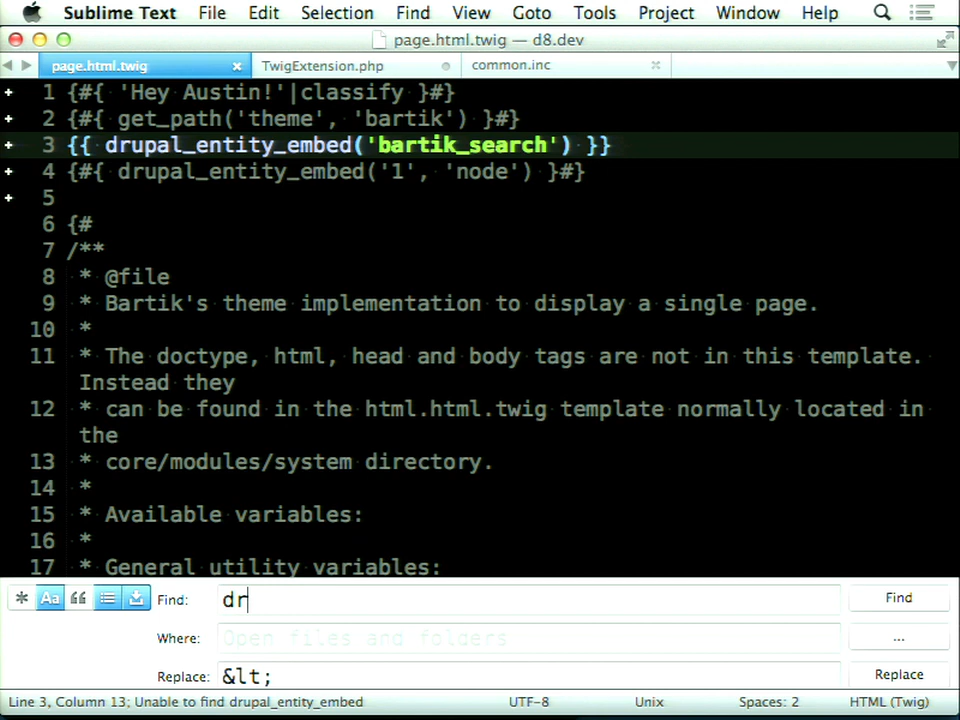 Sublime Text File Edit Selection Find View Goto Tools Project Window Help
page.html.twig — d8.dev
page.html.twig TwigExtension.php common.inc
1 {#{ 'Hey Austin!'|classify }#}
2 {#{ get_path('theme', 'bartik') }#}
3 {{ drupal_entity_embed('bartik_search') }}
4 {#{ drupal_entity_embed('1', 'node') }#}
5
6 {#
7 /**
8 * @file
9 * Bartik's theme implementation to display a single page.
10 *
11 * The doctype, html, head and body tags are not in this template.
Instead they
12 * can be found in the html.html.twig template normally located in
the
13 * core/modules/system directory.
14 *
15 * Available variables:
16 *
17 * General utility variables:
Find: dr Find
Where: Open files and folders ...
Replace: &lt; Replace
Line 3, Column 13; Unable to find drupal_entity_embed UTF-8 Unix Spaces: 2 HTML (Twig)